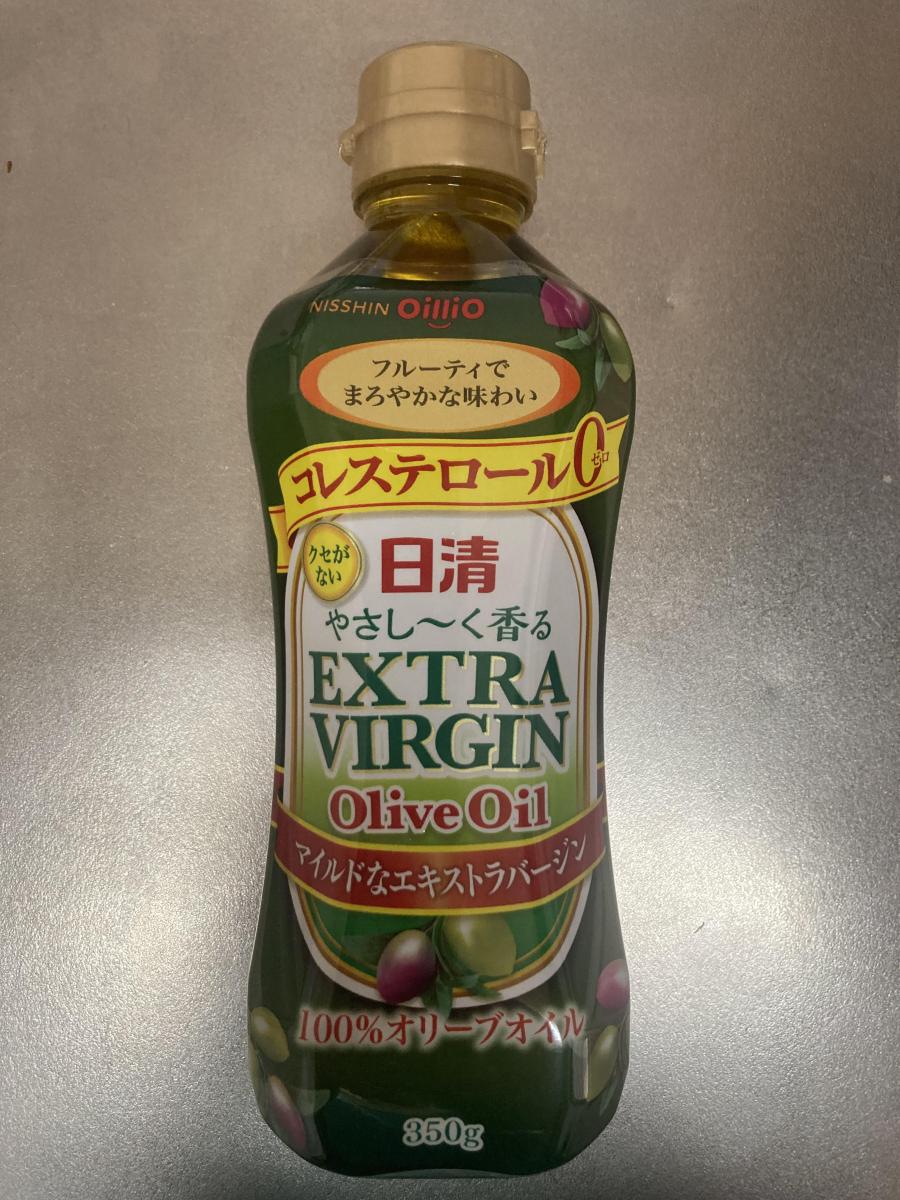 NISSHIN OilliO
フルーティで
まろやかな味わい
コレステロール0
ゼロ
クセが
ない
日清
やさし〜く香る
EXTRA
VIRGIN
Olive Oil
マイルドなエキストラバージン
100%オリーブオイル
350g